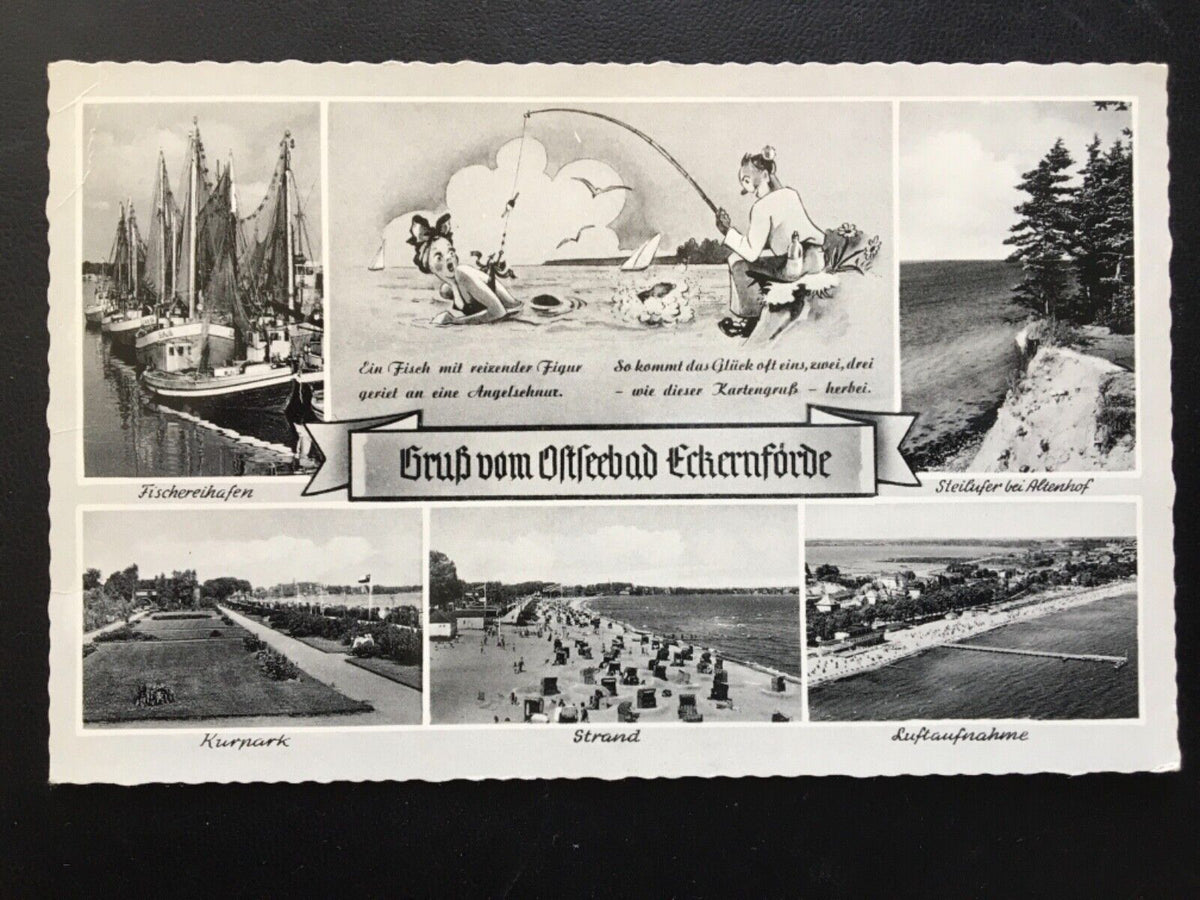 Ein Fisch mit reizender Figur
geriet an eine Angelschnur.
So kommt das Glück oft eins, zwei, drei
– wie dieser Kartengruß – herbei.
Gruß vom Ostseebad Eckernförde
Fischereihafen
Steilufer bei Altenhof
Kurpark
Strand
Luftaufnahme